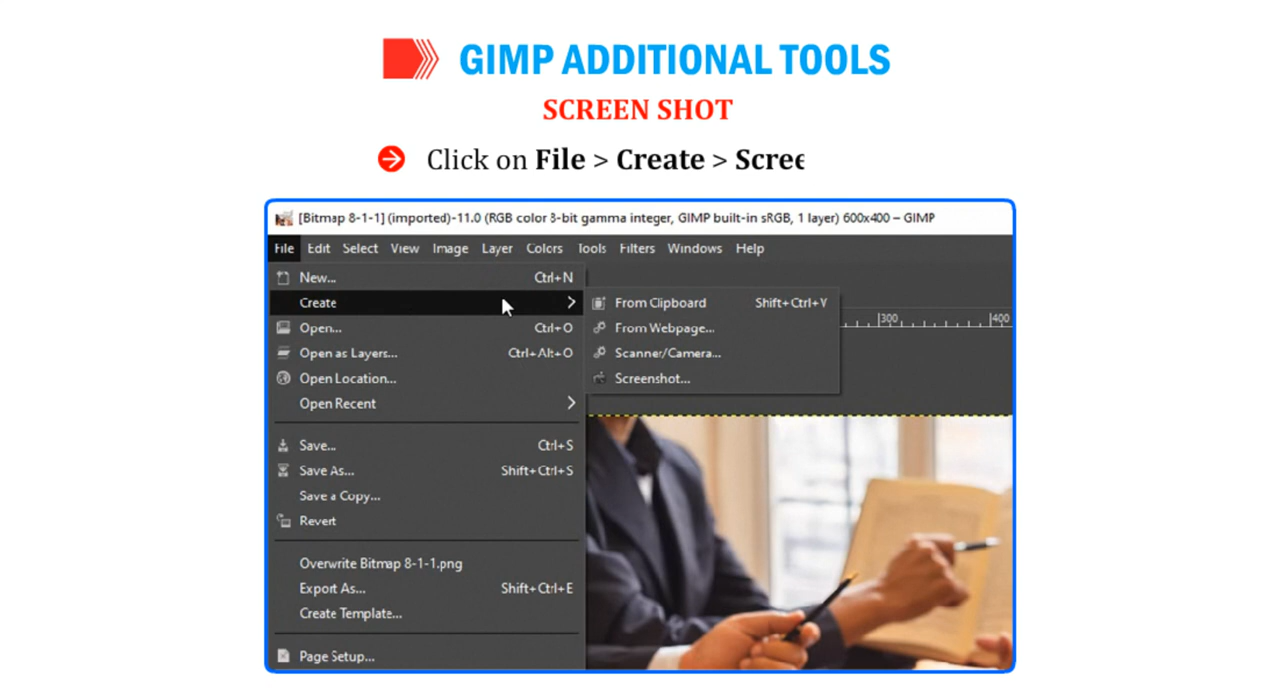 GIMP ADDITIONAL TOOLS
SCREEN SHOT
Click on File > Create > Scree
[Bitmap 8-1-1] (imported)-11.0 (RGB color 8-bit gamma integer, GIMP built-in sRGB, 1 layer) 600x400 – GIMP
File Edit Select View Image Layer Colors Tools Filters Windows Help
New... Ctrl+N
Create > From Clipboard Shift+Ctrl+V
300 400
Open... Ctrl+O From Webpage...
Open as Layers... Ctrl+Alt+O Scanner/Camera...
Open Location... Screenshot...
Open Recent >
Save... Ctrl+S
Save As... Shift+Ctrl+S
Save a Copy...
Revert
Overwrite Bitmap 8-1-1.png
Export As... Shift+Ctrl+E
Create Template...
Page Setup...